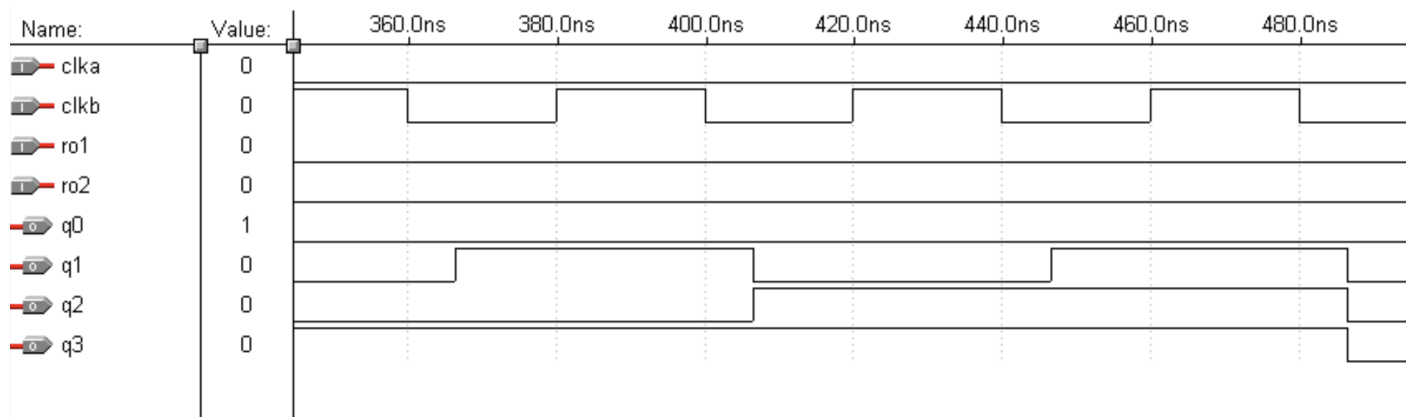 Name: Value: 360.0ns 380.0ns 400.0ns 420.0ns 440.0ns 460.0ns 480.0ns
clka 0
clkb 0
ro1 0
ro2 0
q0 1
q1 0
q2 0
q3 0